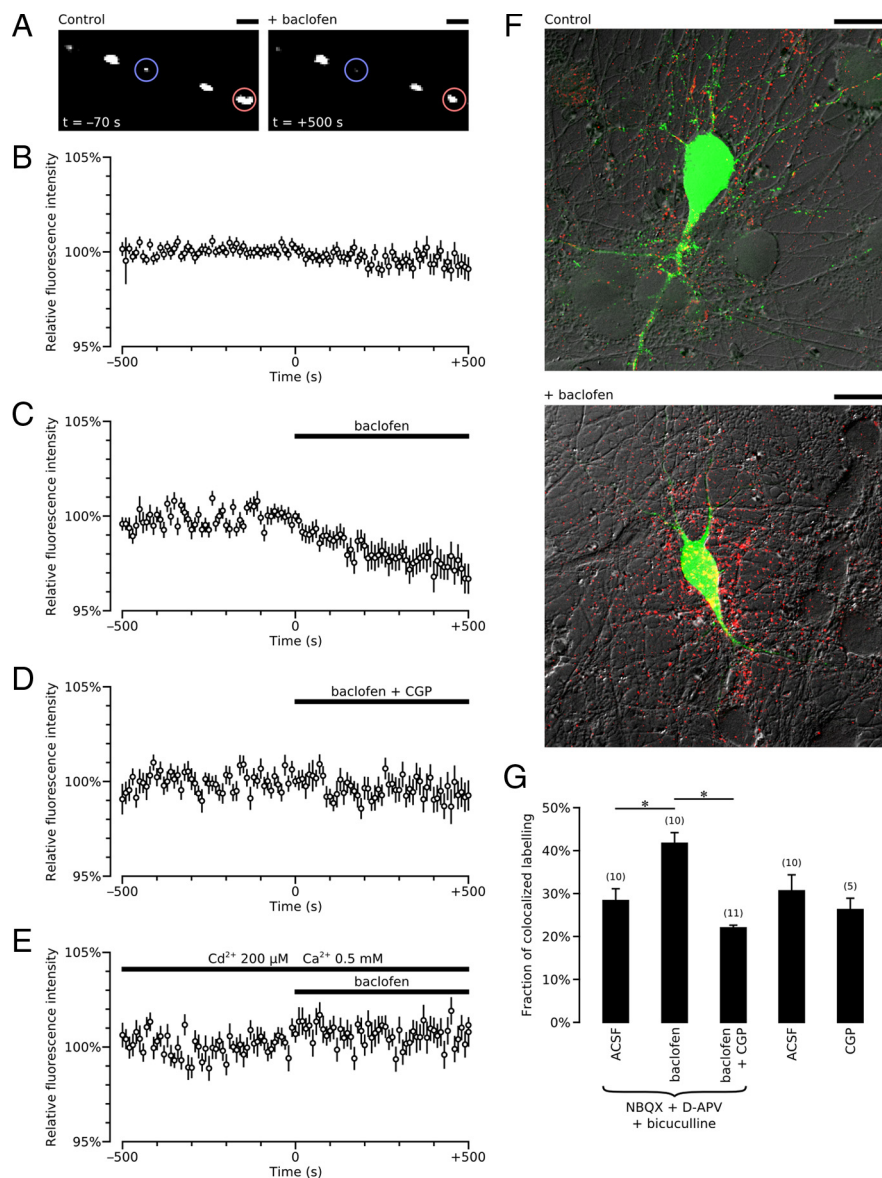 A
Control
+ baclofen
t = –70 s
t = +500 s
B
Relative fluorescence intensity
105%
100%
95%
–500
0
+500
Time (s)
C
Relative fluorescence intensity
105%
100%
95%
baclofen
–500
0
+500
Time (s)
D
Relative fluorescence intensity
105%
100%
95%
baclofen + CGP
–500
0
+500
Time (s)
E
Relative fluorescence intensity
105%
100%
95%
Cd²⁺ 200 µM Ca²⁺ 0.5 mM
baclofen
–500
0
+500
Time (s)
F
Control
+ baclofen
G
Fraction of colocalized labelling
50%
40%
30%
20%
10%
0%
*
*
(10)
(10)
(11)
(10)
(5)
ACSF
baclofen
baclofen
+ CGP
ACSF
CGP
NBQX + D-APV
+ bicuculline